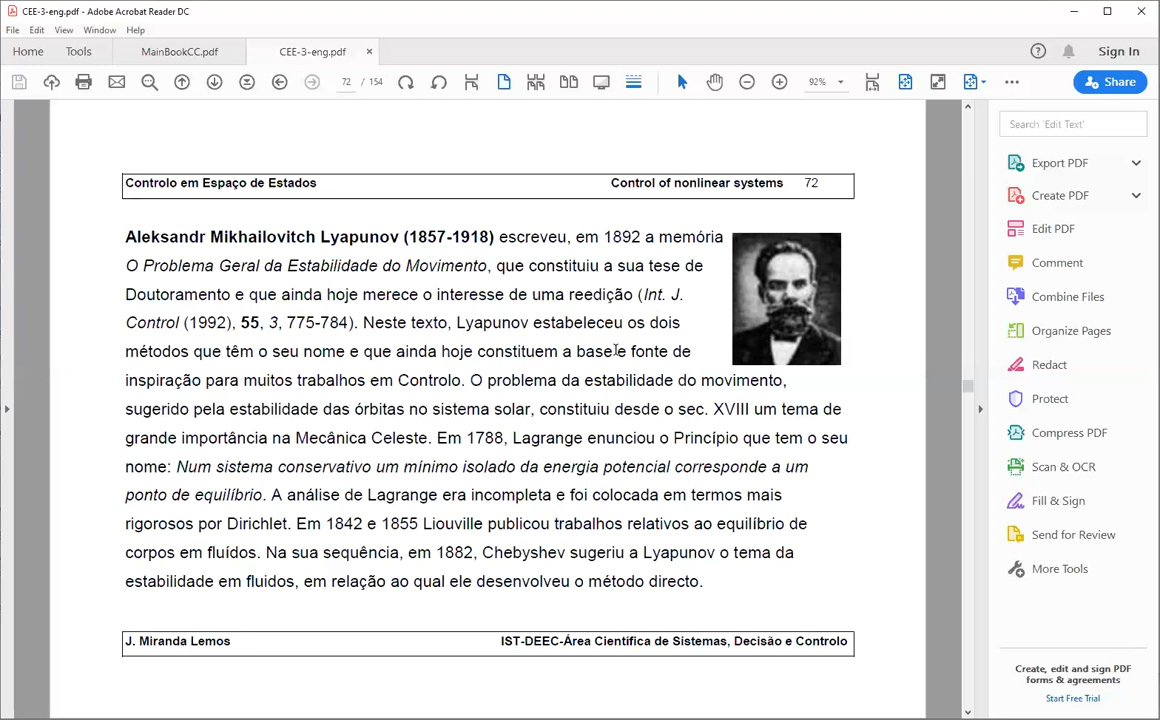 CEE-3-eng.pdf - Adobe Acrobat Reader DC
File Edit View Window Help
Home Tools MainBookCC.pdf CEE-3-eng.pdf × Sign In
72 / 154 92% Share
Controlo em Espaço de Estados Control of nonlinear systems 72
Aleksandr Mikhailovitch Lyapunov (1857-1918) escreveu, em 1892 a memória
O Problema Geral da Estabilidade do Movimento, que constituiu a sua tese de
Doutoramento e que ainda hoje merece o interesse de uma reedição (Int. J.
Control (1992), 55, 3, 775-784). Neste texto, Lyapunov estabeleceu os dois
métodos que têm o seu nome e que ainda hoje constituem a base e fonte de
inspiração para muitos trabalhos em Controlo. O problema da estabilidade do movimento,
sugerido pela estabilidade das órbitas no sistema solar, constituiu desde o sec. XVIII um tema de
grande importância na Mecânica Celeste. Em 1788, Lagrange enunciou o Princípio que tem o seu
nome: Num sistema conservativo um mínimo isolado da energia potencial corresponde a um
ponto de equilíbrio. A análise de Lagrange era incompleta e foi colocada em termos mais
rigorosos por Dirichlet. Em 1842 e 1855 Liouville publicou trabalhos relativos ao equilíbrio de
corpos em fluídos. Na sua sequência, em 1882, Chebyshev sugeriu a Lyapunov o tema da
estabilidade em fluidos, em relação ao qual ele desenvolveu o método directo.
J. Miranda Lemos IST-DEEC-Área Científica de Sistemas, Decisão e Controlo
Search 'Edit Text'
Export PDF
Create PDF
Edit PDF
Comment
Combine Files
Organize Pages
Redact
Protect
Compress PDF
Scan & OCR
Fill & Sign
Send for Review
More Tools
Create, edit and sign PDF
forms & agreements
Start Free Trial